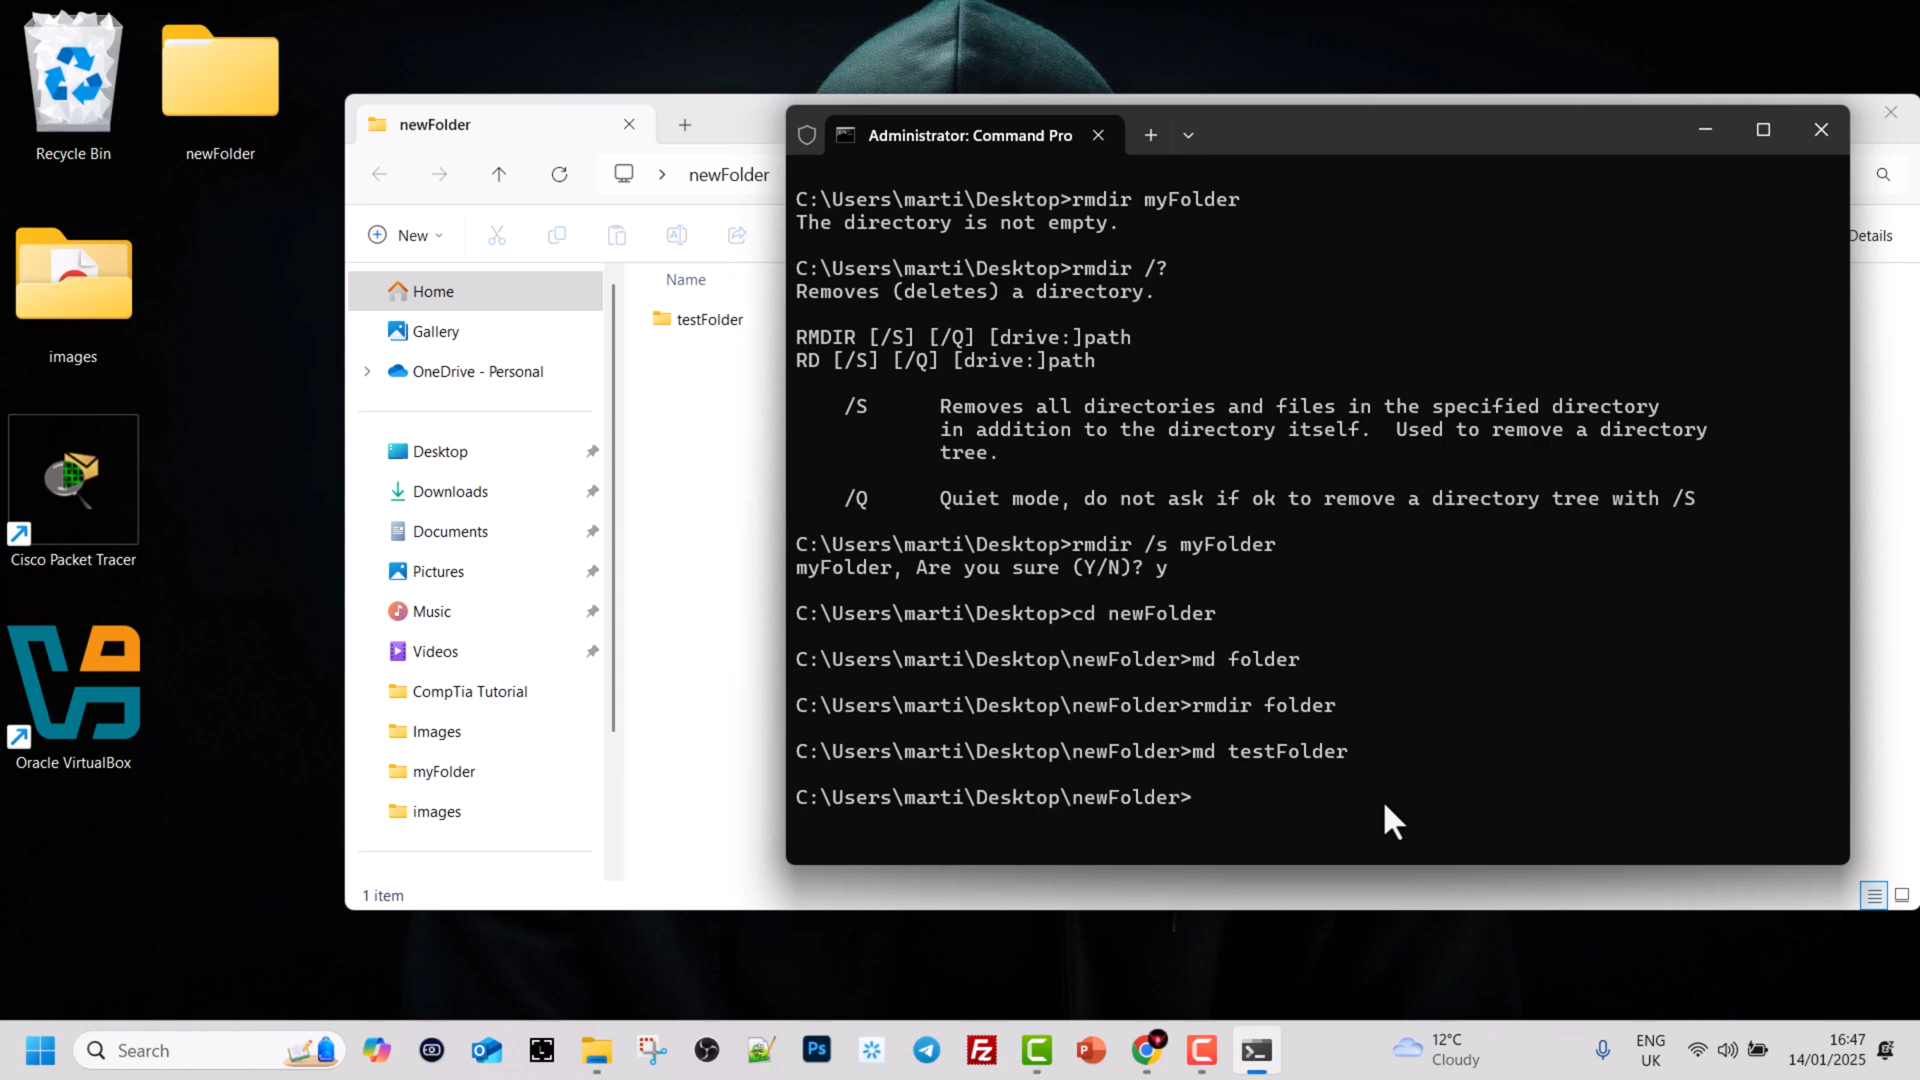 Recycle Bin
newFolder
images
Cisco Packet Tracer
Oracle VirtualBox
newFolder
newFolder
New
Details
Home
Gallery
OneDrive - Personal
Desktop
Downloads
Documents
Pictures
Music
Videos
CompTia Tutorial
Images
myFolder
images
Name
testFolder
1 item
Administrator: Command Pro
C:\Users\marti\Desktop>rmdir myFolder
The directory is not empty.
C:\Users\marti\Desktop>rmdir /?
Removes (deletes) a directory.
RMDIR [/S] [/Q] [drive:]path
RD [/S] [/Q] [drive:]path
/S Removes all directories and files in the specified directory
in addition to the directory itself. Used to remove a directory
tree.
/Q Quiet mode, do not ask if ok to remove a directory tree with /S
C:\Users\marti\Desktop>rmdir /s myFolder
myFolder, Are you sure (Y/N)? y
C:\Users\marti\Desktop>cd newFolder
C:\Users\marti\Desktop\newFolder>md folder
C:\Users\marti\Desktop\newFolder>rmdir folder
C:\Users\marti\Desktop\newFolder>md testFolder
C:\Users\marti\Desktop\newFolder>
Search
Ps
Fz
P
12°C
Cloudy
ENG
UK
16:47
14/01/2025